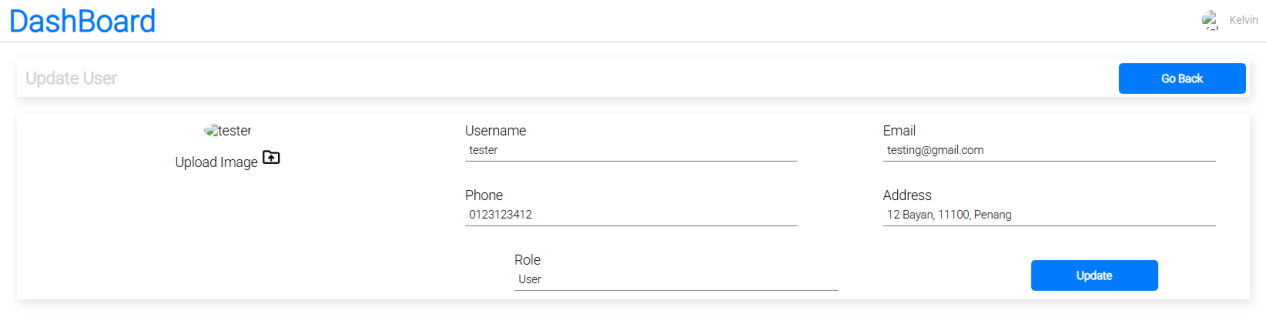 DashBoard
Kelvin
Update User
Go Back
tester
Upload Image
Username
tester
Email
testing@gmail.com
Phone
0123123412
Address
12 Bayan, 11100, Penang
Role
User
Update